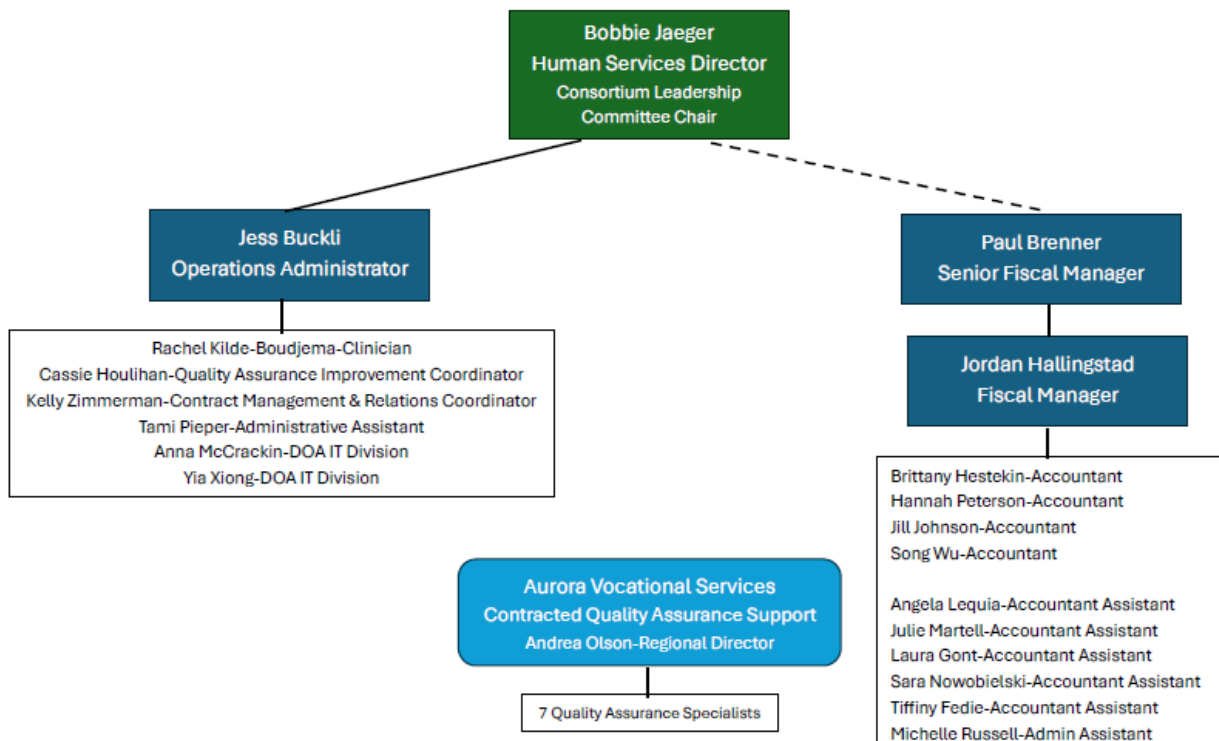 Bobbie Jaeger
Human Services Director
Consortium Leadership
Committee Chair
Jess Buckli
Operations Administrator
Rachel Kilde-Boudjema-Clinician
Cassie Houlihan-Quality Assurance Improvement Coordinator
Kelly Zimmerman-Contract Management & Relations Coordinator
Tami Pieper-Administrative Assistant
Anna McCrackin-DOA IT Division
Yia Xiong-DOA IT Division
Paul Brenner
Senior Fiscal Manager
Jordan Hallingstad
Fiscal Manager
Brittany Hestekin-Accountant
Hannah Peterson-Accountant
Jill Johnson-Accountant
Song Wu-Accountant
Angela Lequia-Accountant Assistant
Julie Martell-Accountant Assistant
Laura Gont-Accountant Assistant
Sara Nowobielski-Accountant Assistant
Tiffiny Fedie-Accountant Assistant
Michelle Russell-Admin Assistant
Aurora Vocational Services
Contracted Quality Assurance Support
Andrea Olson-Regional Director
7 Quality Assurance Specialists